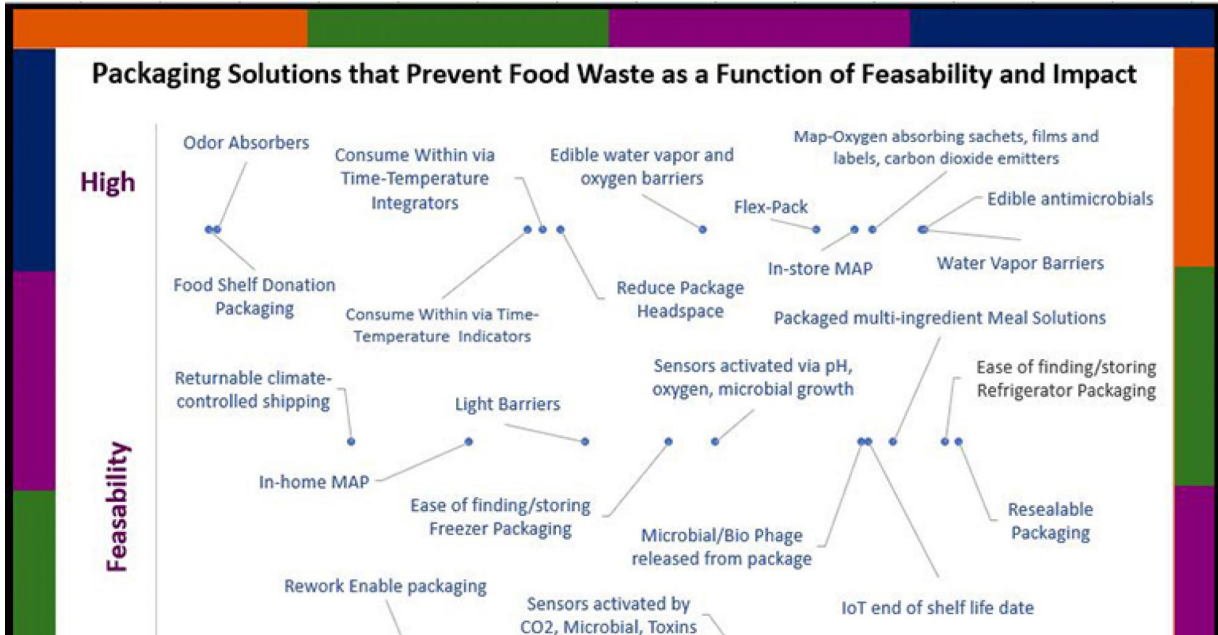 Packaging Solutions that Prevent Food Waste as a Function of Feasability and Impact
High
Feasability
Odor Absorbers
Consume Within via
Time-Temperature
Integrators
Edible water vapor and
oxygen barriers
Map-Oxygen absorbing sachets, films and
labels, carbon dioxide emitters
Flex-Pack
Edible antimicrobials
In-store MAP
Water Vapor Barriers
Food Shelf Donation
Packaging
Consume Within via Time-
Temperature Indicators
Reduce Package
Headspace
Packaged multi-ingredient Meal Solutions
Returnable climate-
controlled shipping
Light Barriers
Sensors activated via pH,
oxygen, microbial growth
Ease of finding/storing
Refrigerator Packaging
In-home MAP
Ease of finding/storing
Freezer Packaging
Microbial/Bio Phage
released from package
Resealable
Packaging
IoT end of shelf life date
Rework Enable packaging
Sensors activated by
CO2, Microbial, Toxins